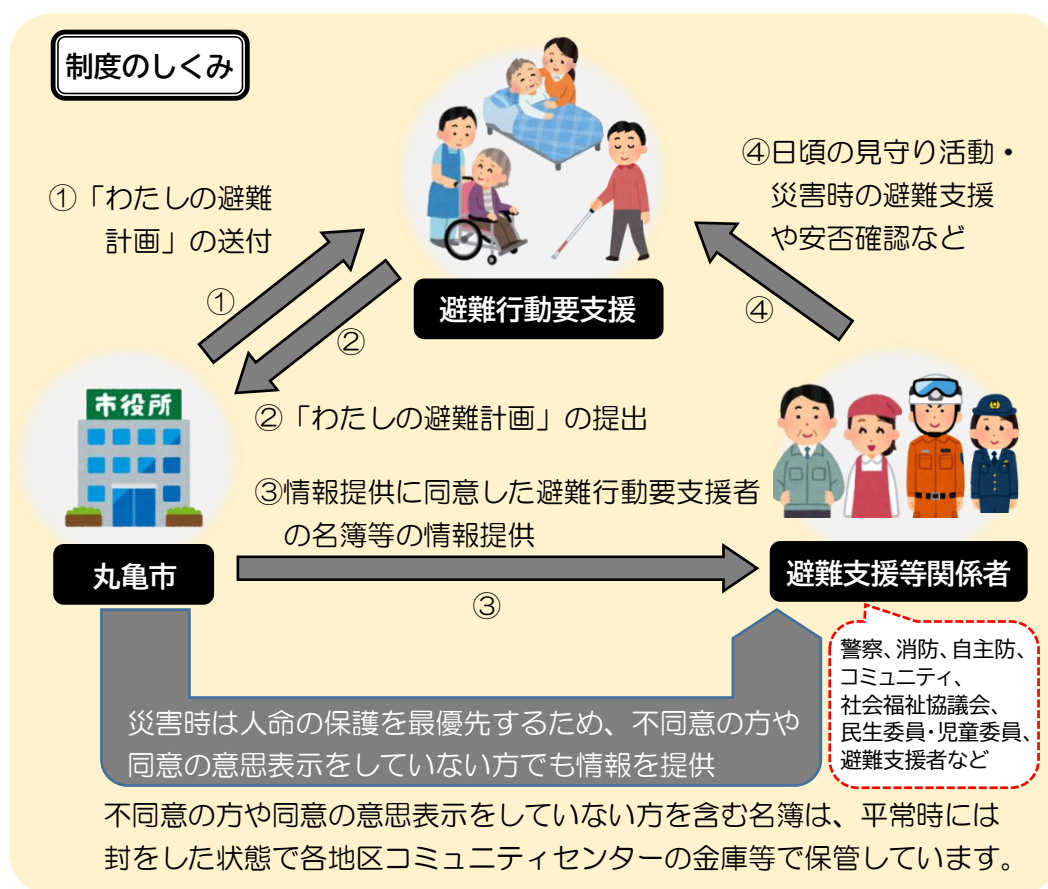 制度のしくみ
①「わたしの避難
計画」の送付
④日頃の見守り活動・
災害時の避難支援
や安否確認など
①
②
避難行動要支援
④
市役所
②「わたしの避難計画」の提出
③情報提供に同意した避難行動要支援者
の名簿等の情報提供
丸亀市
③
避難支援等関係者
警察、消防、自主防、
コミュニティ、
社会福祉協議会、
民生委員・児童委員、
避難支援者など
災害時は人命の保護を最優先するため、不同意の方や
同意の意思表示をしていない方でも情報を提供
不同意の方や同意の意思表示をしていない方を含む名簿は、平常時には
封をした状態で各地区コミュニティセンターの金庫等で保管しています。